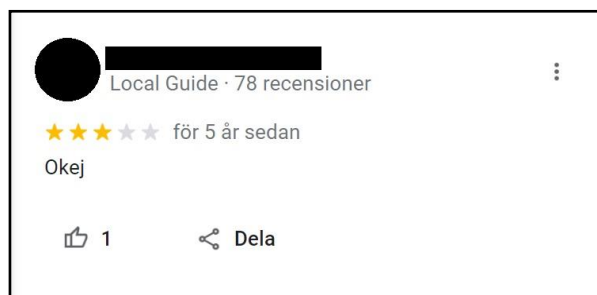 Local Guide · 78 recensioner
för 5 år sedan
Okej
1 Dela